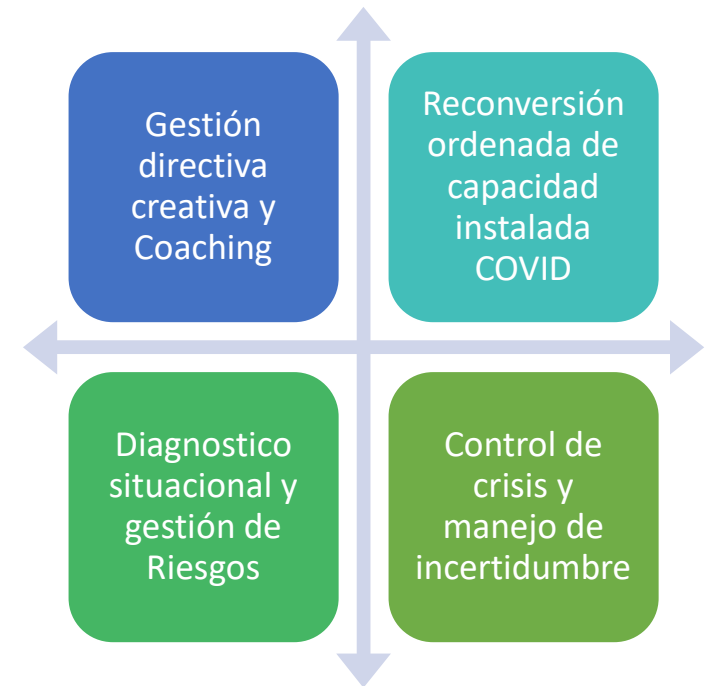 Gestión
directiva
creativa y
Coaching
Reconversión
ordenada de
capacidad
instalada
COVID
Diagnostico
situacional y
gestión de
Riesgos
Control de
crisis y
manejo de
incertidumbre